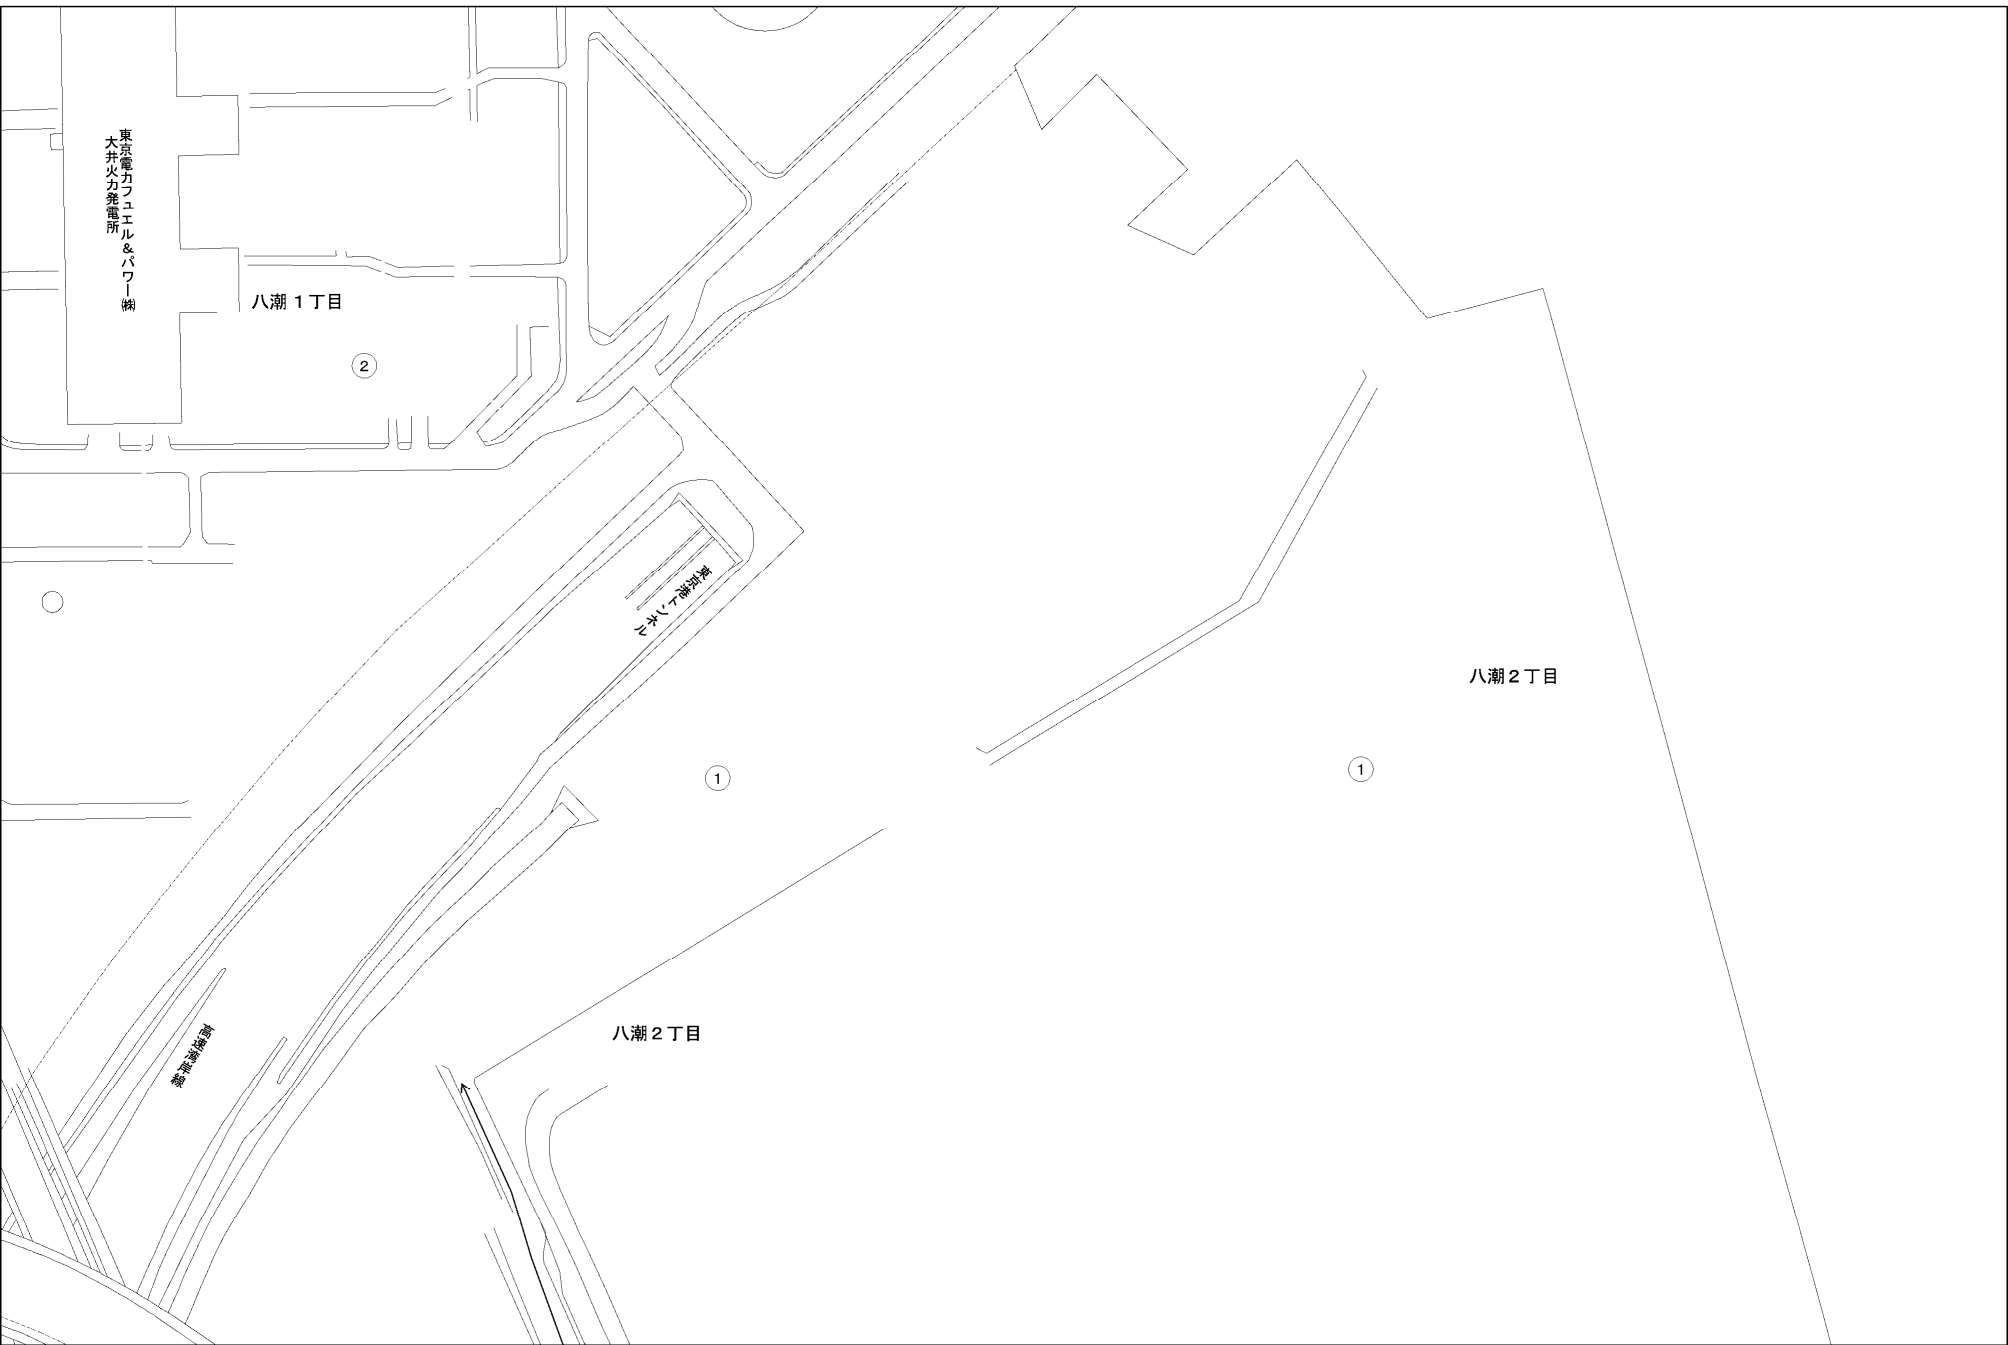 東京電力フュエル&パワー㈱
大井火力発電所
八潮1丁目
2
東京港トンネル
八潮2丁目
1
1
八潮2丁目
高速湾岸線